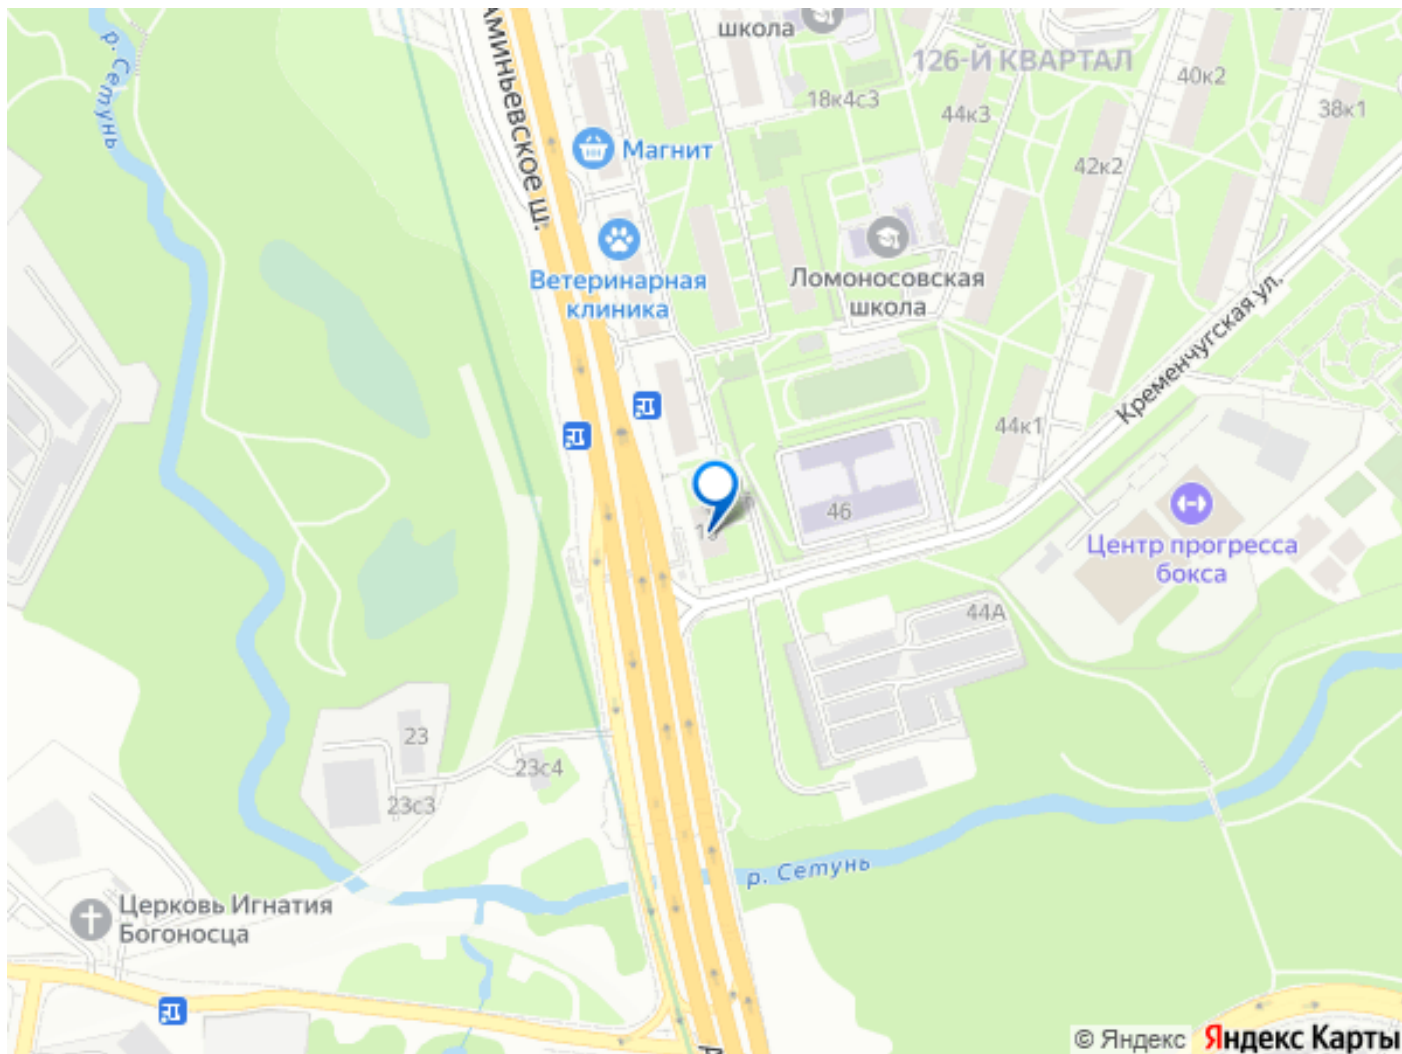 школа
126-Й КВАРТАЛ
40к2
18к4с3
44к3
38к1
р. Сетунь
Аминьевское ш.
Магнит
42к2
Ветеринарная
клиника
Ломоносовская
школа
Кременчугская ул.
44к1
46
Центр прогресса
бокса
44А
23
23с4
23с3
р. Сетунь
Церковь Игнатия
Богоносца
© Яндекс Яндекс Карты